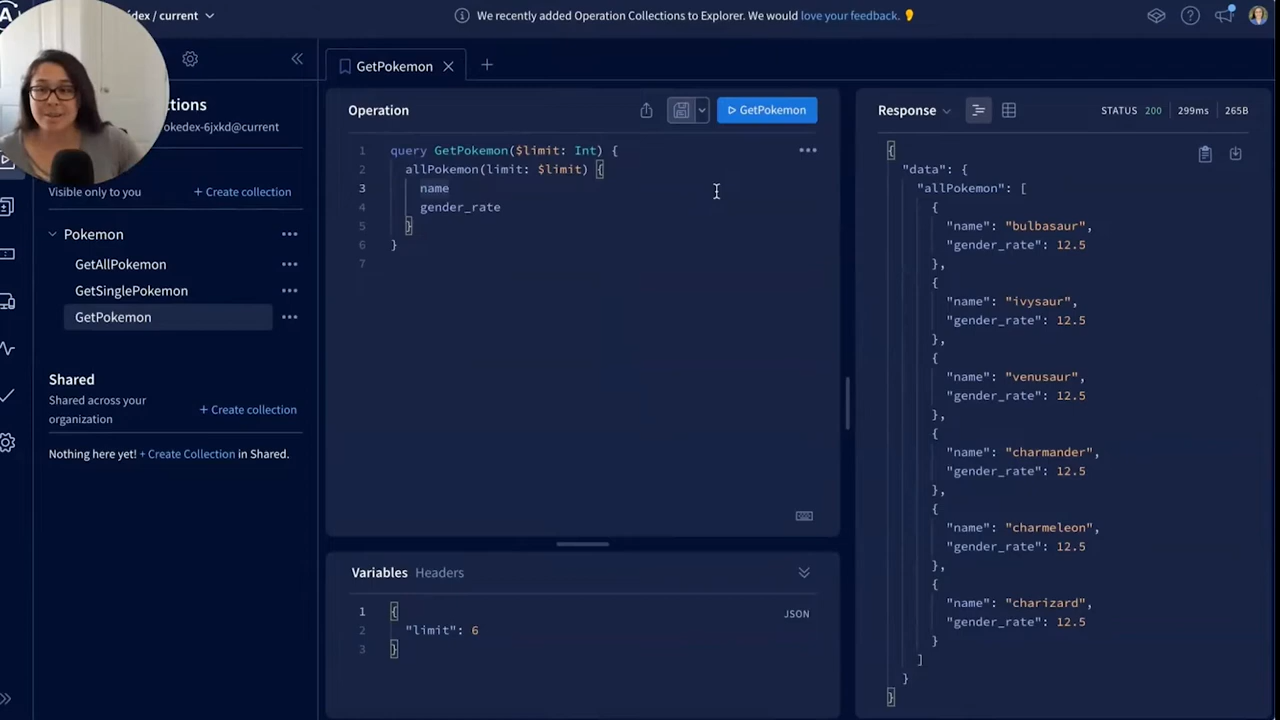 dex / current
We recently added Operation Collections to Explorer. We would love your feedback.
ctions
okedex-6jxkd@current
Visible only to you
+ Create collection
Pokemon
GetAllPokemon
GetSinglePokemon
GetPokemon
Shared
Shared across your
organization
+ Create collection
Nothing here yet! + Create Collection in Shared.
GetPokemon
Operation
GetPokemon
1 query GetPokemon($limit: Int) {
2 allPokemon(limit: $limit) {
3 name
4 gender_rate
5 }
6 }
7
Variables Headers
JSON
1 {
2 "limit": 6
3 }
Response
STATUS 200 299ms 265B
{
"data": {
"allPokemon": [
{
"name": "bulbasaur",
"gender_rate": 12.5
},
{
"name": "ivysaur",
"gender_rate": 12.5
},
{
"name": "venusaur",
"gender_rate": 12.5
},
{
"name": "charmander",
"gender_rate": 12.5
},
{
"name": "charmeleon",
"gender_rate": 12.5
},
{
"name": "charizard",
"gender_rate": 12.5
}
]
}
}